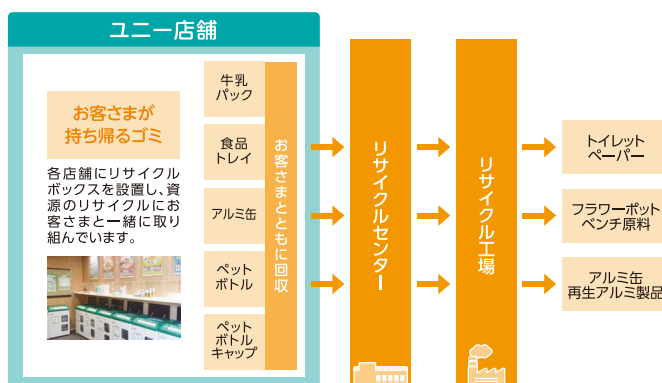 ユニー店舗
お客さまが
持ち帰るゴミ
各店舗にリサイクル
ボックスを設置し、資
源のリサイクルにお
客さまと一緒に取り
組んでいます。
牛乳
パック
食品
トレイ
アルミ缶
ペット
ボトル
ペット
ボトル
キャップ
お客さまとともに回収
リサイクルセンター
リサイクル工場
トイレット
ペーパー
フラワーポット
ベンチ原料
アルミ缶
再生アルミ製品